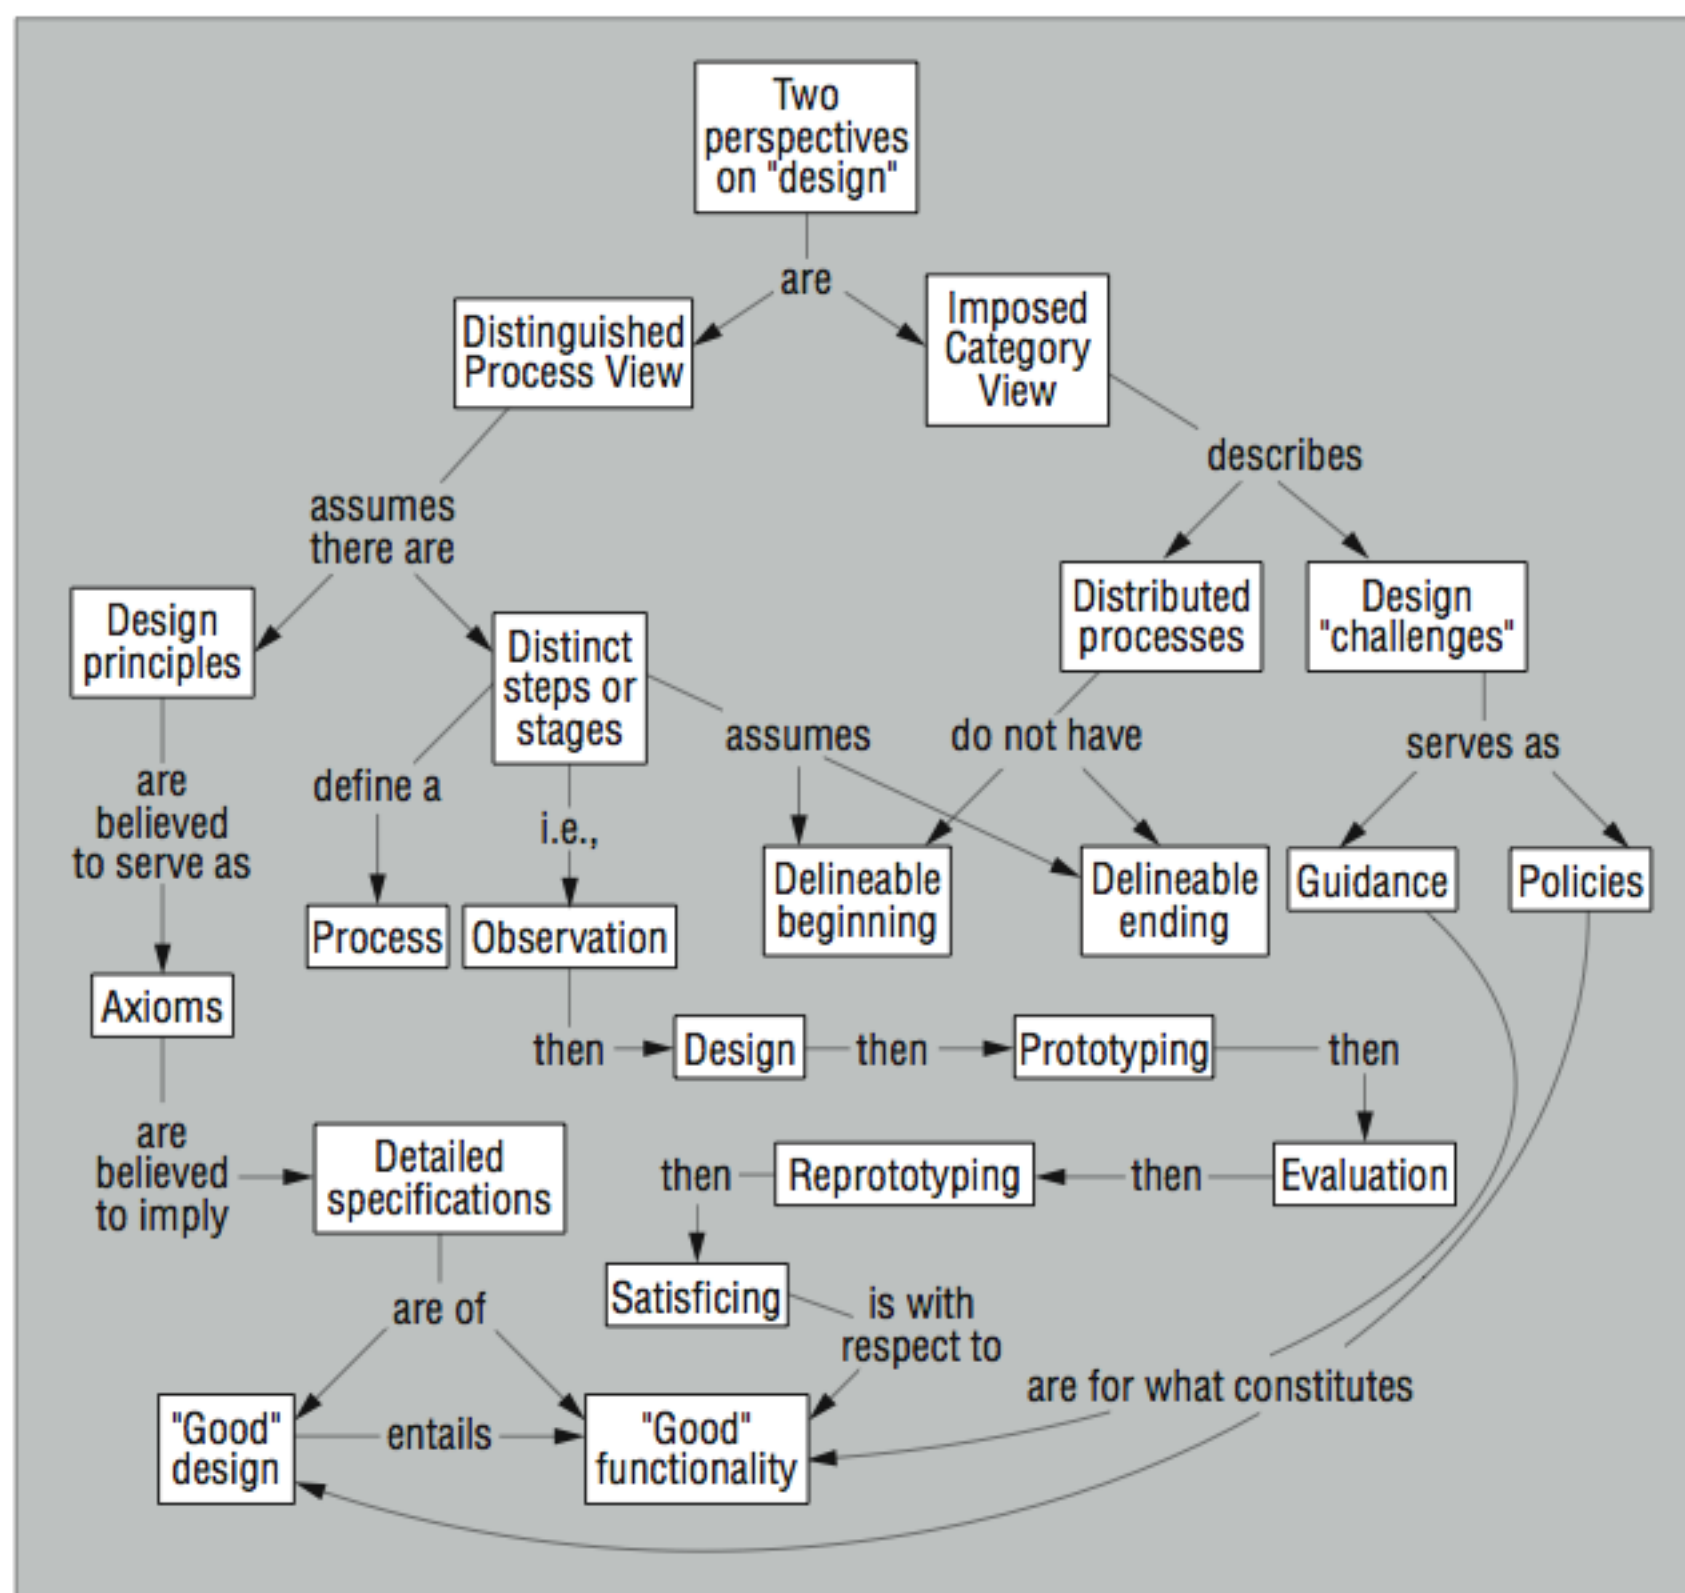 Two
perspectives
on "design"
are
Distinguished
Process View
Imposed
Category
View
describes
assumes
there are
Design
principles
Distinct
steps or
stages
Distributed
processes
Design
"challenges"
are
believed
to serve as
define a
i.e.,
assumes
do not have
serves as
Process
Observation
Delineable
beginning
Delineable
ending
Guidance
Policies
Axioms
then
Design
then
Prototyping
then
are
believed
to imply
Detailed
specifications
then
Reprototyping
then
Evaluation
Satisficing
is with
respect to
are of
are for what constitutes
"Good"
design
entails
"Good"
functionality